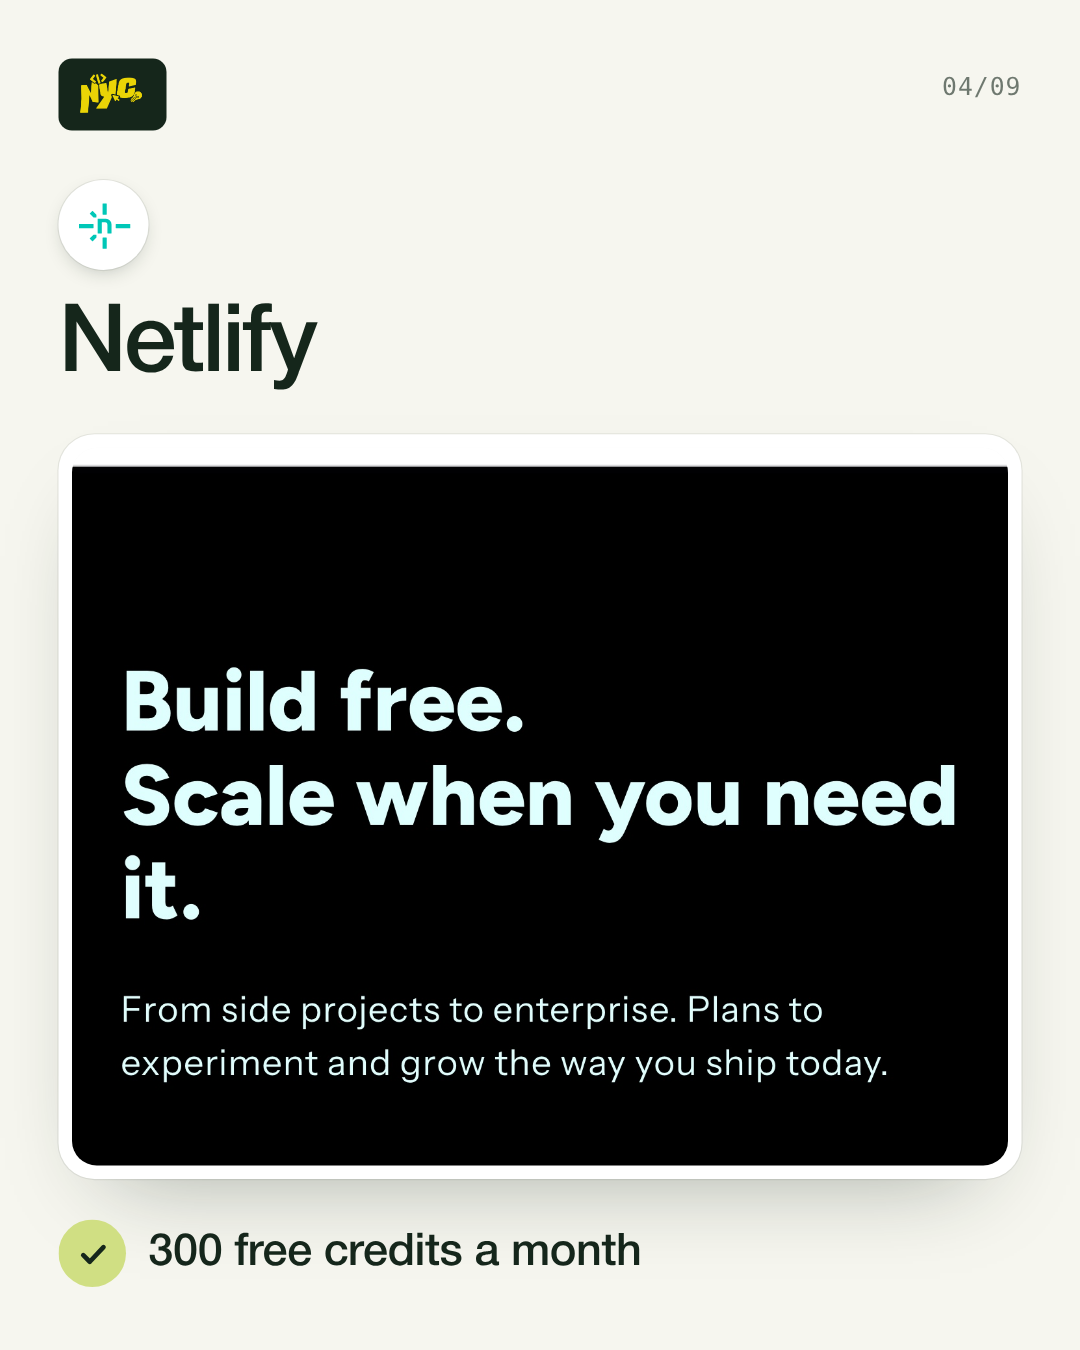 NYC
04/09
n
Netlify
Build free.
Scale when you need
it.
From side projects to enterprise. Plans to
experiment and grow the way you ship today.
300 free credits a month